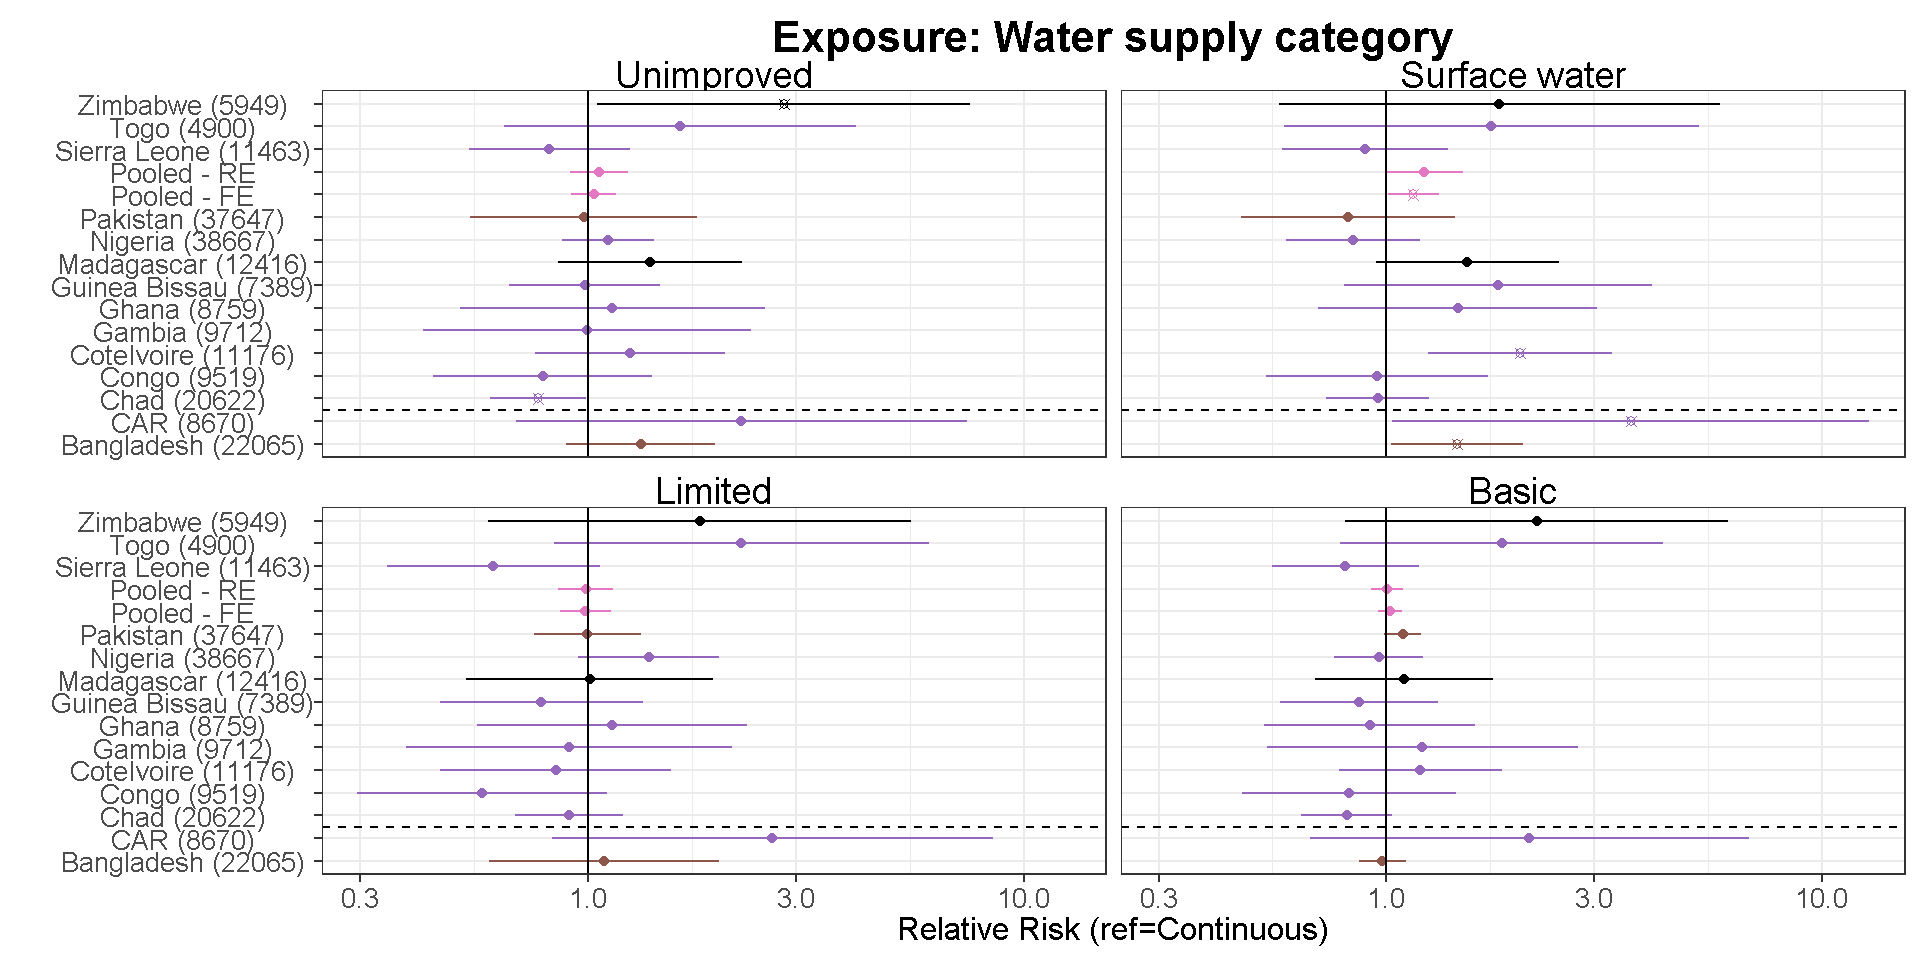 Exposure: Water supply category
Unimproved
Surface water
Zimbabwe (5949)
Togo (4900)
Sierra Leone (11463)
Pooled - RE
Pooled - FE
Pakistan (37647)
Nigeria (38667)
Madagascar (12416)
Guinea Bissau (7389)
Ghana (8759)
Gambia (9712)
CoteIvoire (11176)
Congo (9519)
Chad (20622)
CAR (8670)
Bangladesh (22065)
Limited
Basic
Zimbabwe (5949)
Togo (4900)
Sierra Leone (11463)
Pooled - RE
Pooled - FE
Pakistan (37647)
Nigeria (38667)
Madagascar (12416)
Guinea Bissau (7389)
Ghana (8759)
Gambia (9712)
CoteIvoire (11176)
Congo (9519)
Chad (20622)
CAR (8670)
Bangladesh (22065)
0.3 1.0 3.0 10.0 0.3 1.0 3.0 10.0
Relative Risk (ref=Continuous)